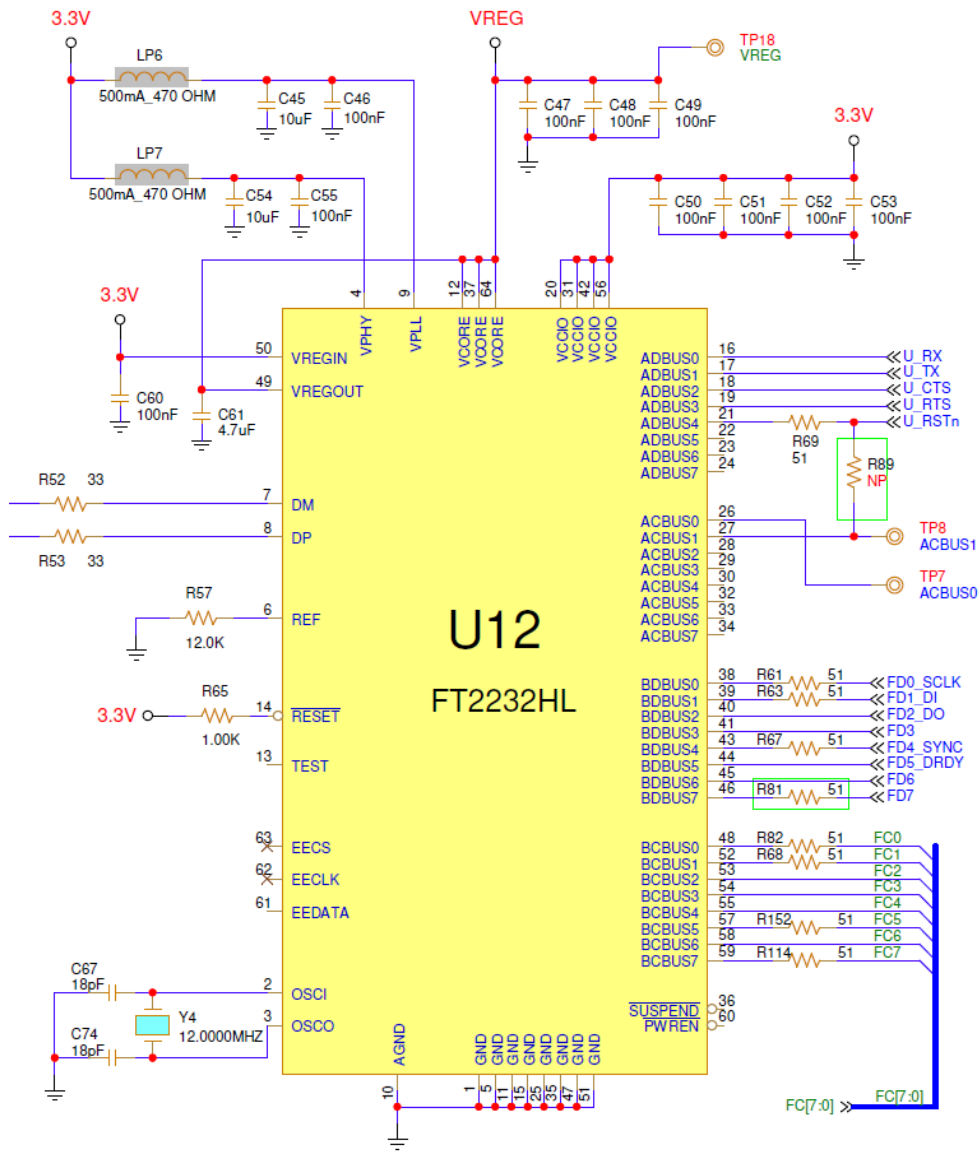 3.3V
VREG
LP6
500mA_470 OHM
C45
10uF
C46
100nF
TP18
VREG
C47
100nF
C48
100nF
C49
100nF
3.3V
LP7
500mA_470 OHM
C54
10uF
C55
100nF
C50
100nF
C51
100nF
C52
100nF
C53
100nF
4
9
12
37
64
20
31
42
56
VPHY
VPLL
VCORE
VCORE
VCORE
VCCIO
VCCIO
VCCIO
VCCIO
3.3V
50
VREGIN
49
VREGOUT
C60
100nF
C61
4.7uF
R52
33
7
DM
R53
33
8
DP
R57
12.0K
6
REF
R65
3.3V
1.00K
14
RESET
13
TEST
63
EECS
62
EECLK
61
EEDATA
C67
18pF
2
OSCI
Y4
12.0000MHZ
3
OSCO
C74
18pF
U12
FT2232HL
ADBUS0 16 U_RX
ADBUS1 17 U_TX
ADBUS2 18 U_CTS
ADBUS3 19 U_RTS
ADBUS4 21 U_RSTn
ADBUS5 22
ADBUS6 23
ADBUS7 24
R69
51
R89
NP
ACBUS0 26
ACBUS1 27
ACBUS2 28
ACBUS3 29
ACBUS4 30
ACBUS5 32
ACBUS6 33
ACBUS7 34
TP8
ACBUS1
TP7
ACBUS0
BDBUS0 38 R61 51 FD0_SCLK
BDBUS1 39 R63 51 FD1_DI
BDBUS2 40 FD2_DO
BDBUS3 41 FD3
BDBUS4 43 R67 51 FD4_SYNC
BDBUS5 44 FD5_DRDY
BDBUS6 45 FD6
BDBUS7 46 R81 51 FD7
BCBUS0 48 R82 51 FC0
BCBUS1 52 R68 51 FC1
BCBUS2 53 FC2
BCBUS3 54 FC3
BCBUS4 55 FC4
BCBUS5 57 R152 51 FC5
BCBUS6 58 FC6
BCBUS7 59 R114 51 FC7
SUSPEND 36
PWREN 60
AGND
GND
GND
GND
GND
GND
GND
GND
GND
10
1
5
11
15
25
35
47
51
FC[7:0]
FC[7:0]